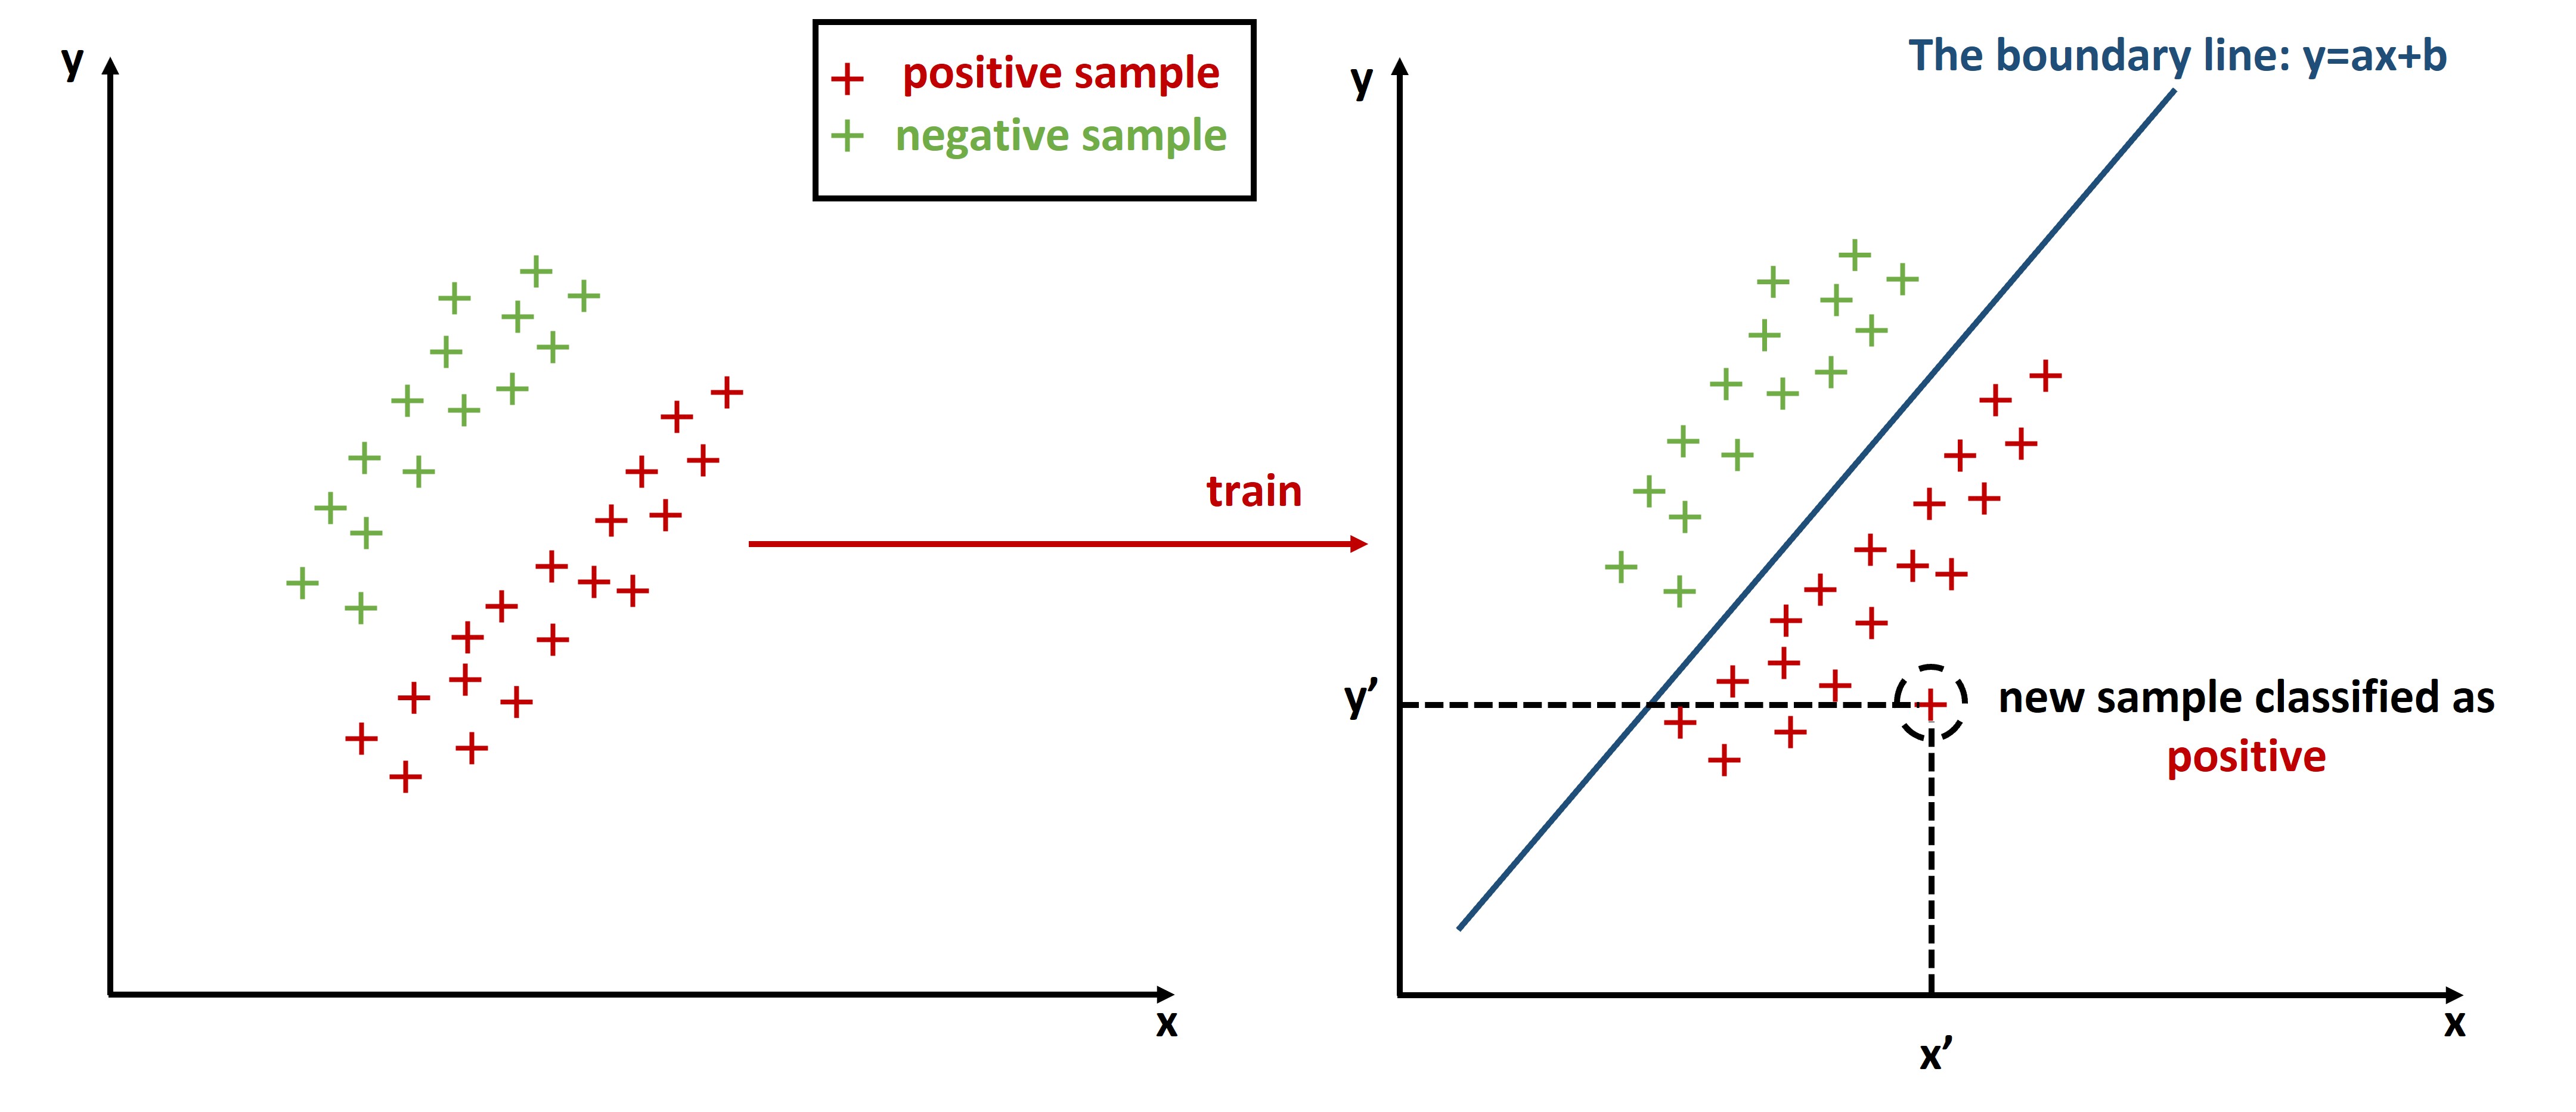 y
positive sample
negative sample
train
x
The boundary line: y=ax+b
y
y’
new sample classified as
positive
x
x’